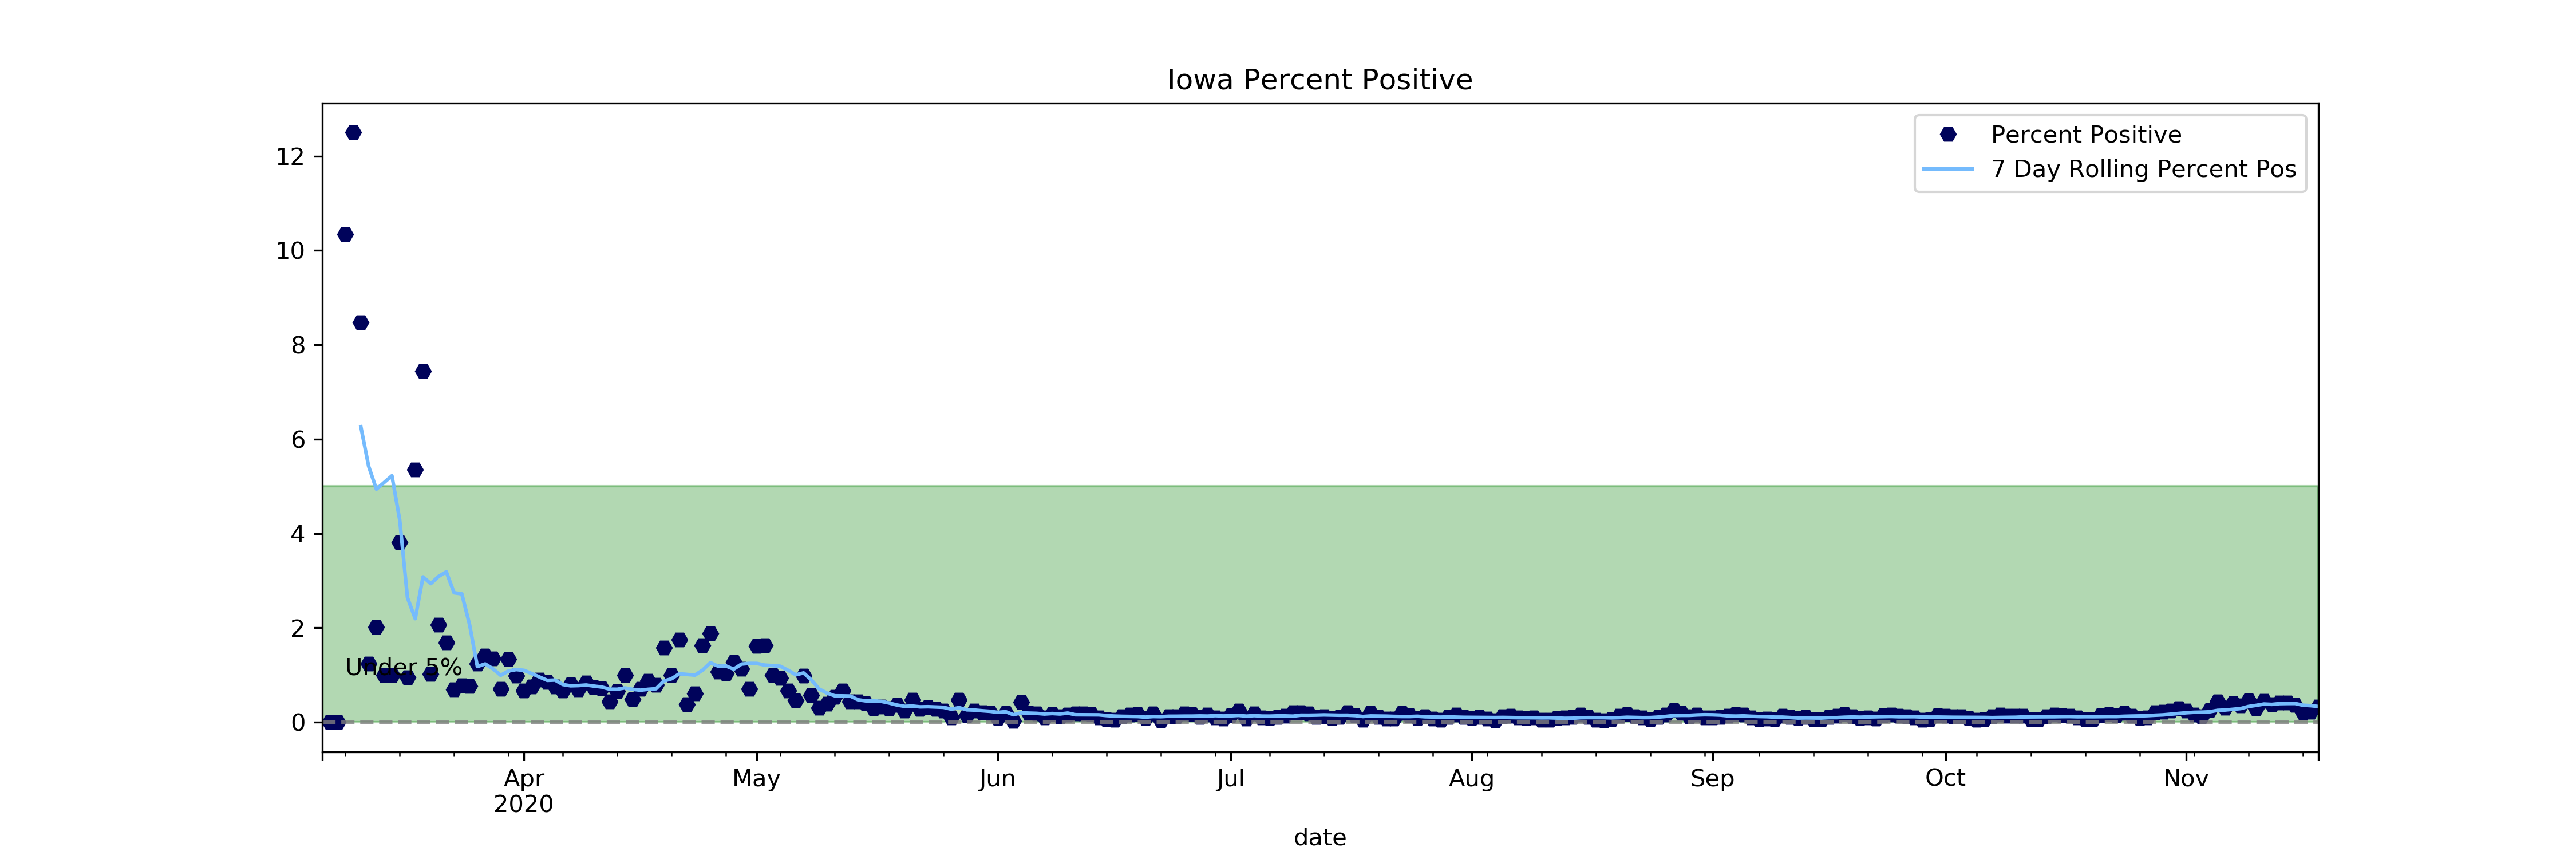 Iowa Percent Positive
Percent Positive
7 Day Rolling Percent Pos
12
10
8
6
4
2
0
Under 5%
Apr
2020
May
Jun
Jul
Aug
Sep
Oct
Nov
date